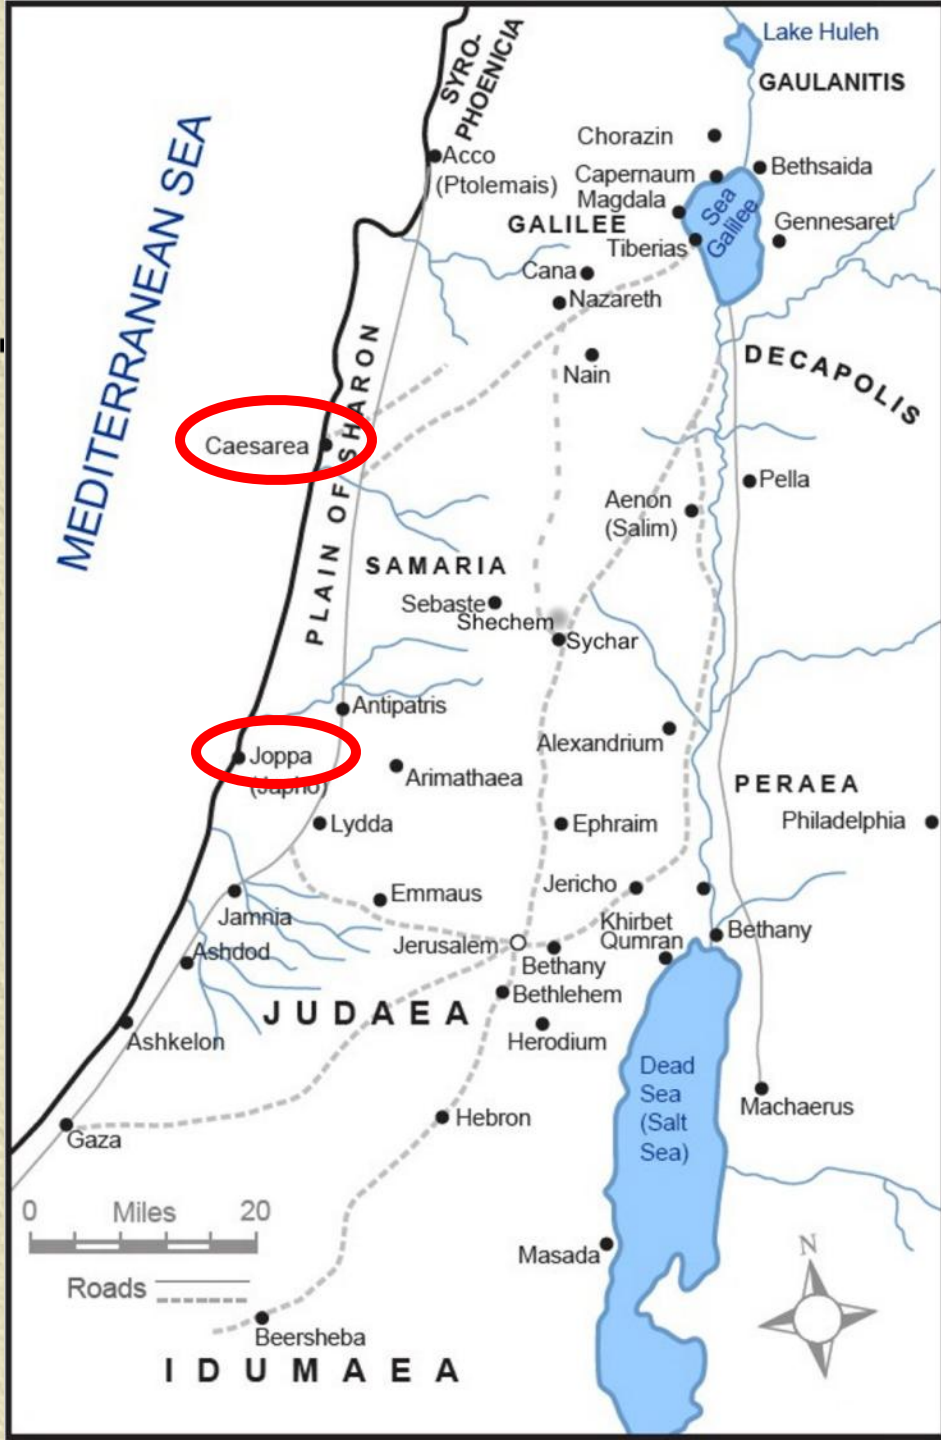 Lake Huleh
SYRO-
PHOENICIA
GAULANITIS
Chorazin
Acco
(Ptolemais)
Capernaum
Bethsaida
Magdala
Sea
Galilee
GALILEE
Gennesaret
Tiberias
MEDITERRANEAN SEA
Cana
Nazareth
Nain
DECAPOLIS
PLAIN OF SHARON
Caesarea
Pella
Aenon
(Salim)
SAMARIA
Sebaste
Shechem
Sychar
Antipatris
Alexandrium
Joppa
(Japho)
Arimathaea
PERAEA
Lydda
Ephraim
Philadelphia
Jericho
Emmaus
Jamnia
Khirbet
Qumran
Bethany
Jerusalem
Ashdod
Bethany
Bethlehem
JUDAEA
Ashkelon
Herodium
Dead
Sea
(Salt
Sea)
Machaerus
Hebron
Gaza
0 Miles 20
Masada
N
Roads
Beersheba
IDUMAEA